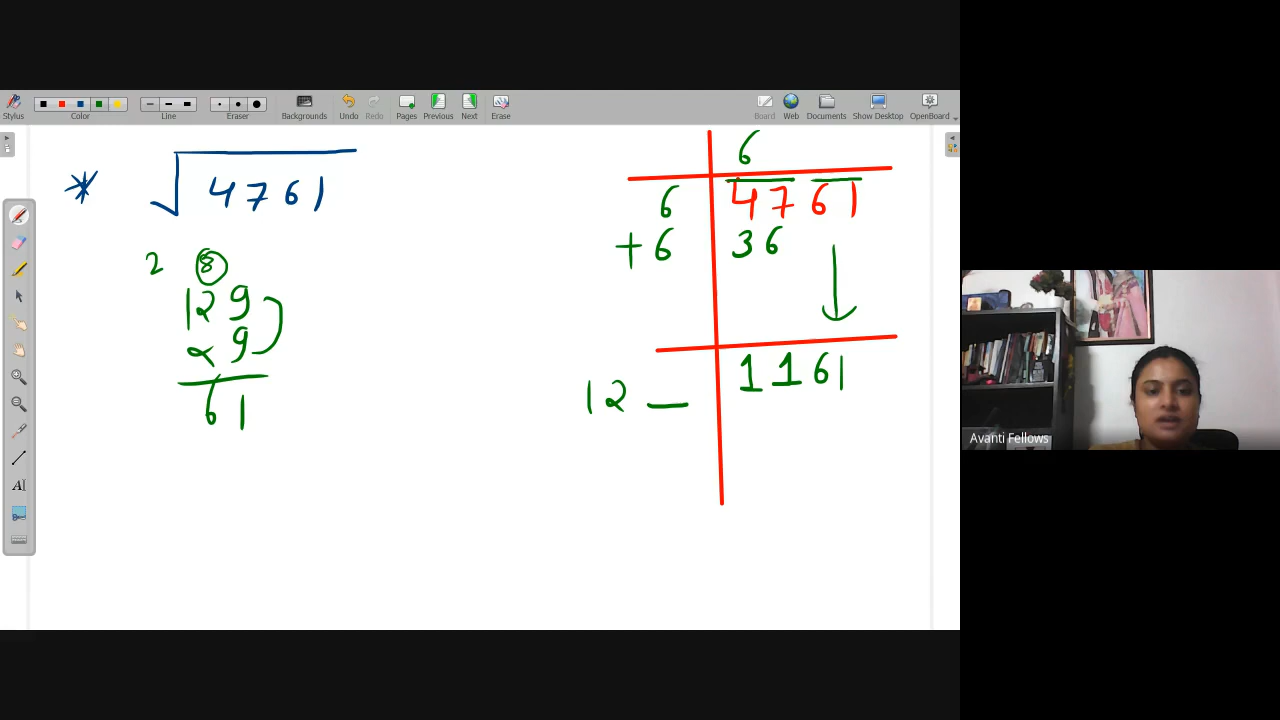 Stylus Color Line Eraser Backgrounds Undo Redo Pages Previous Next Erase Board Web Documents Show Desktop OpenBoard
* √4761
2 8
129
× 9
61
6
6 4761
+6 36
12 _ 1161
Avanti Fellows